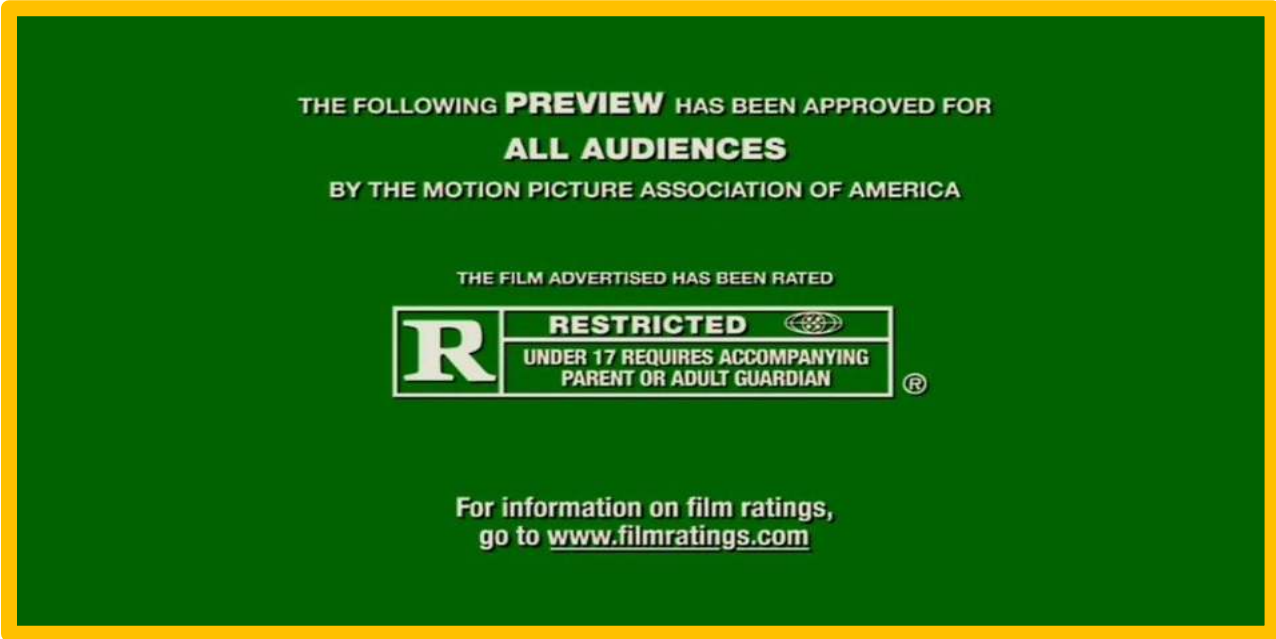 THE FOLLOWING PREVIEW HAS BEEN APPROVED FOR
ALL AUDIENCES
BY THE MOTION PICTURE ASSOCIATION OF AMERICA
THE FILM ADVERTISED HAS BEEN RATED
R
RESTRICTED
UNDER 17 REQUIRES ACCOMPANYING
PARENT OR ADULT GUARDIAN
®
For information on film ratings,
go to www.filmratings.com